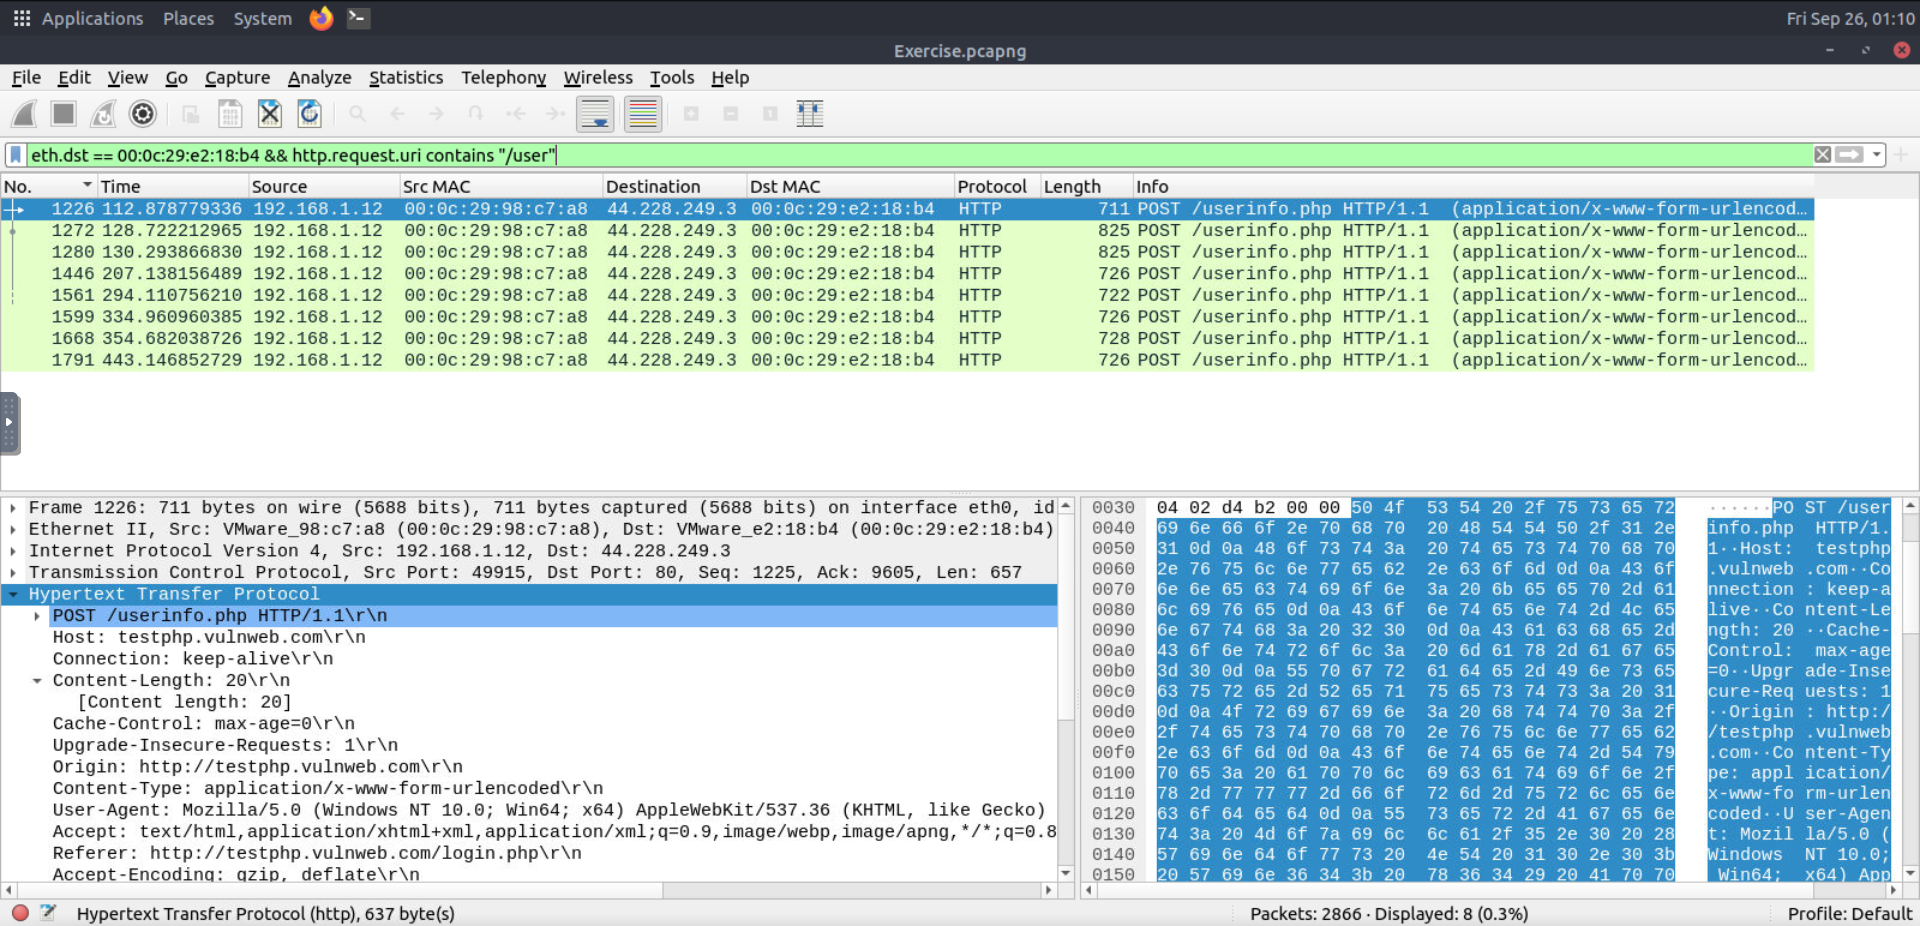 Applications Places System Fri Sep 26, 01:10
Exercise.pcapng
File Edit View Go Capture Analyze Statistics Telephony Wireless Tools Help
eth.dst == 00:0c:29:e2:18:b4 && http.request.uri contains "/user"
No. Time Source Src MAC Destination Dst MAC Protocol Length Info
1226 112.878779336 192.168.1.12 00:0c:29:98:c7:a8 44.228.249.3 00:0c:29:e2:18:b4 HTTP 711 POST /userinfo.php HTTP/1.1 (application/x-www-form-urlencod…
1272 128.722212965 192.168.1.12 00:0c:29:98:c7:a8 44.228.249.3 00:0c:29:e2:18:b4 HTTP 825 POST /userinfo.php HTTP/1.1 (application/x-www-form-urlencod…
1280 130.293866830 192.168.1.12 00:0c:29:98:c7:a8 44.228.249.3 00:0c:29:e2:18:b4 HTTP 825 POST /userinfo.php HTTP/1.1 (application/x-www-form-urlencod…
1446 207.138156489 192.168.1.12 00:0c:29:98:c7:a8 44.228.249.3 00:0c:29:e2:18:b4 HTTP 726 POST /userinfo.php HTTP/1.1 (application/x-www-form-urlencod…
1561 294.110756210 192.168.1.12 00:0c:29:98:c7:a8 44.228.249.3 00:0c:29:e2:18:b4 HTTP 722 POST /userinfo.php HTTP/1.1 (application/x-www-form-urlencod…
1599 334.960960385 192.168.1.12 00:0c:29:98:c7:a8 44.228.249.3 00:0c:29:e2:18:b4 HTTP 726 POST /userinfo.php HTTP/1.1 (application/x-www-form-urlencod…
1668 354.682038726 192.168.1.12 00:0c:29:98:c7:a8 44.228.249.3 00:0c:29:e2:18:b4 HTTP 728 POST /userinfo.php HTTP/1.1 (application/x-www-form-urlencod…
1791 443.146852729 192.168.1.12 00:0c:29:98:c7:a8 44.228.249.3 00:0c:29:e2:18:b4 HTTP 726 POST /userinfo.php HTTP/1.1 (application/x-www-form-urlencod…
Frame 1226: 711 bytes on wire (5688 bits), 711 bytes captured (5688 bits) on interface eth0, id
Ethernet II, Src: VMware_98:c7:a8 (00:0c:29:98:c7:a8), Dst: VMware_e2:18:b4 (00:0c:29:e2:18:b4)
Internet Protocol Version 4, Src: 192.168.1.12, Dst: 44.228.249.3
Transmission Control Protocol, Src Port: 49915, Dst Port: 80, Seq: 1225, Ack: 9605, Len: 657
Hypertext Transfer Protocol
POST /userinfo.php HTTP/1.1\r\n
Host: testphp.vulnweb.com\r\n
Connection: keep-alive\r\n
Content-Length: 20\r\n
[Content length: 20]
Cache-Control: max-age=0\r\n
Upgrade-Insecure-Requests: 1\r\n
Origin: http://testphp.vulnweb.com\r\n
Content-Type: application/x-www-form-urlencoded\r\n
User-Agent: Mozilla/5.0 (Windows NT 10.0; Win64; x64) AppleWebKit/537.36 (KHTML, like Gecko)
Accept: text/html,application/xhtml+xml,application/xml;q=0.9,image/webp,image/apng,*/*;q=0.8
Referer: http://testphp.vulnweb.com/login.php\r\n
Accept-Encoding: gzip, deflate\r\n
0030 04 02 d4 b2 00 00 50 4f 53 54 20 2f 75 73 65 72 ······PO ST /user
0040 69 6e 66 6f 2e 70 68 70 20 48 54 54 50 2f 31 2e info.php HTTP/1.
0050 31 0d 0a 48 6f 73 74 3a 20 74 65 73 74 70 68 70 1··Host: testphp
0060 2e 76 75 6c 6e 77 65 62 2e 63 6f 6d 0d 0a 43 6f .vulnweb .com··Co
0070 6e 6e 65 63 74 69 6f 6e 3a 20 6b 65 65 70 2d 61 nnection : keep-a
0080 6c 69 76 65 0d 0a 43 6f 6e 74 65 6e 74 2d 4c 65 live··Co ntent-Le
0090 6e 67 74 68 3a 20 32 30 0d 0a 43 61 63 68 65 2d ngth: 20 ··Cache-
00a0 43 6f 6e 74 72 6f 6c 3a 20 6d 61 78 2d 61 67 65 Control: max-age
00b0 3d 30 0d 0a 55 70 67 72 61 64 65 2d 49 6e 73 65 =0··Upgr ade-Inse
00c0 63 75 72 65 2d 52 65 71 75 65 73 74 73 3a 20 31 cure-Req uests: 1
00d0 0d 0a 4f 72 69 67 69 6e 3a 20 68 74 74 70 3a 2f ··Origin : http:/
00e0 2f 74 65 73 74 70 68 70 2e 76 75 6c 6e 77 65 62 /testphp .vulnweb
00f0 2e 63 6f 6d 0d 0a 43 6f 6e 74 65 6e 74 2d 54 79 .com··Co ntent-Ty
0100 70 65 3a 20 61 70 70 6c 69 63 61 74 69 6f 6e 2f pe: appl ication/
0110 78 2d 77 77 77 2d 66 6f 72 6d 2d 75 72 6c 65 6e x-www-fo rm-urlen
0120 63 6f 64 65 64 0d 0a 55 73 65 72 2d 41 67 65 6e coded··U ser-Agen
0130 74 3a 20 4d 6f 7a 69 6c 6c 61 2f 35 2e 30 20 28 t: Mozil la/5.0 (
0140 57 69 6e 64 6f 77 73 20 4e 54 20 31 30 2e 30 3b Windows NT 10.0;
0150 20 57 69 6e 36 34 3b 20 78 36 34 29 20 41 70 70 Win64; x64) App
Hypertext Transfer Protocol (http), 637 byte(s) Packets: 2866 · Displayed: 8 (0.3%) Profile: Default